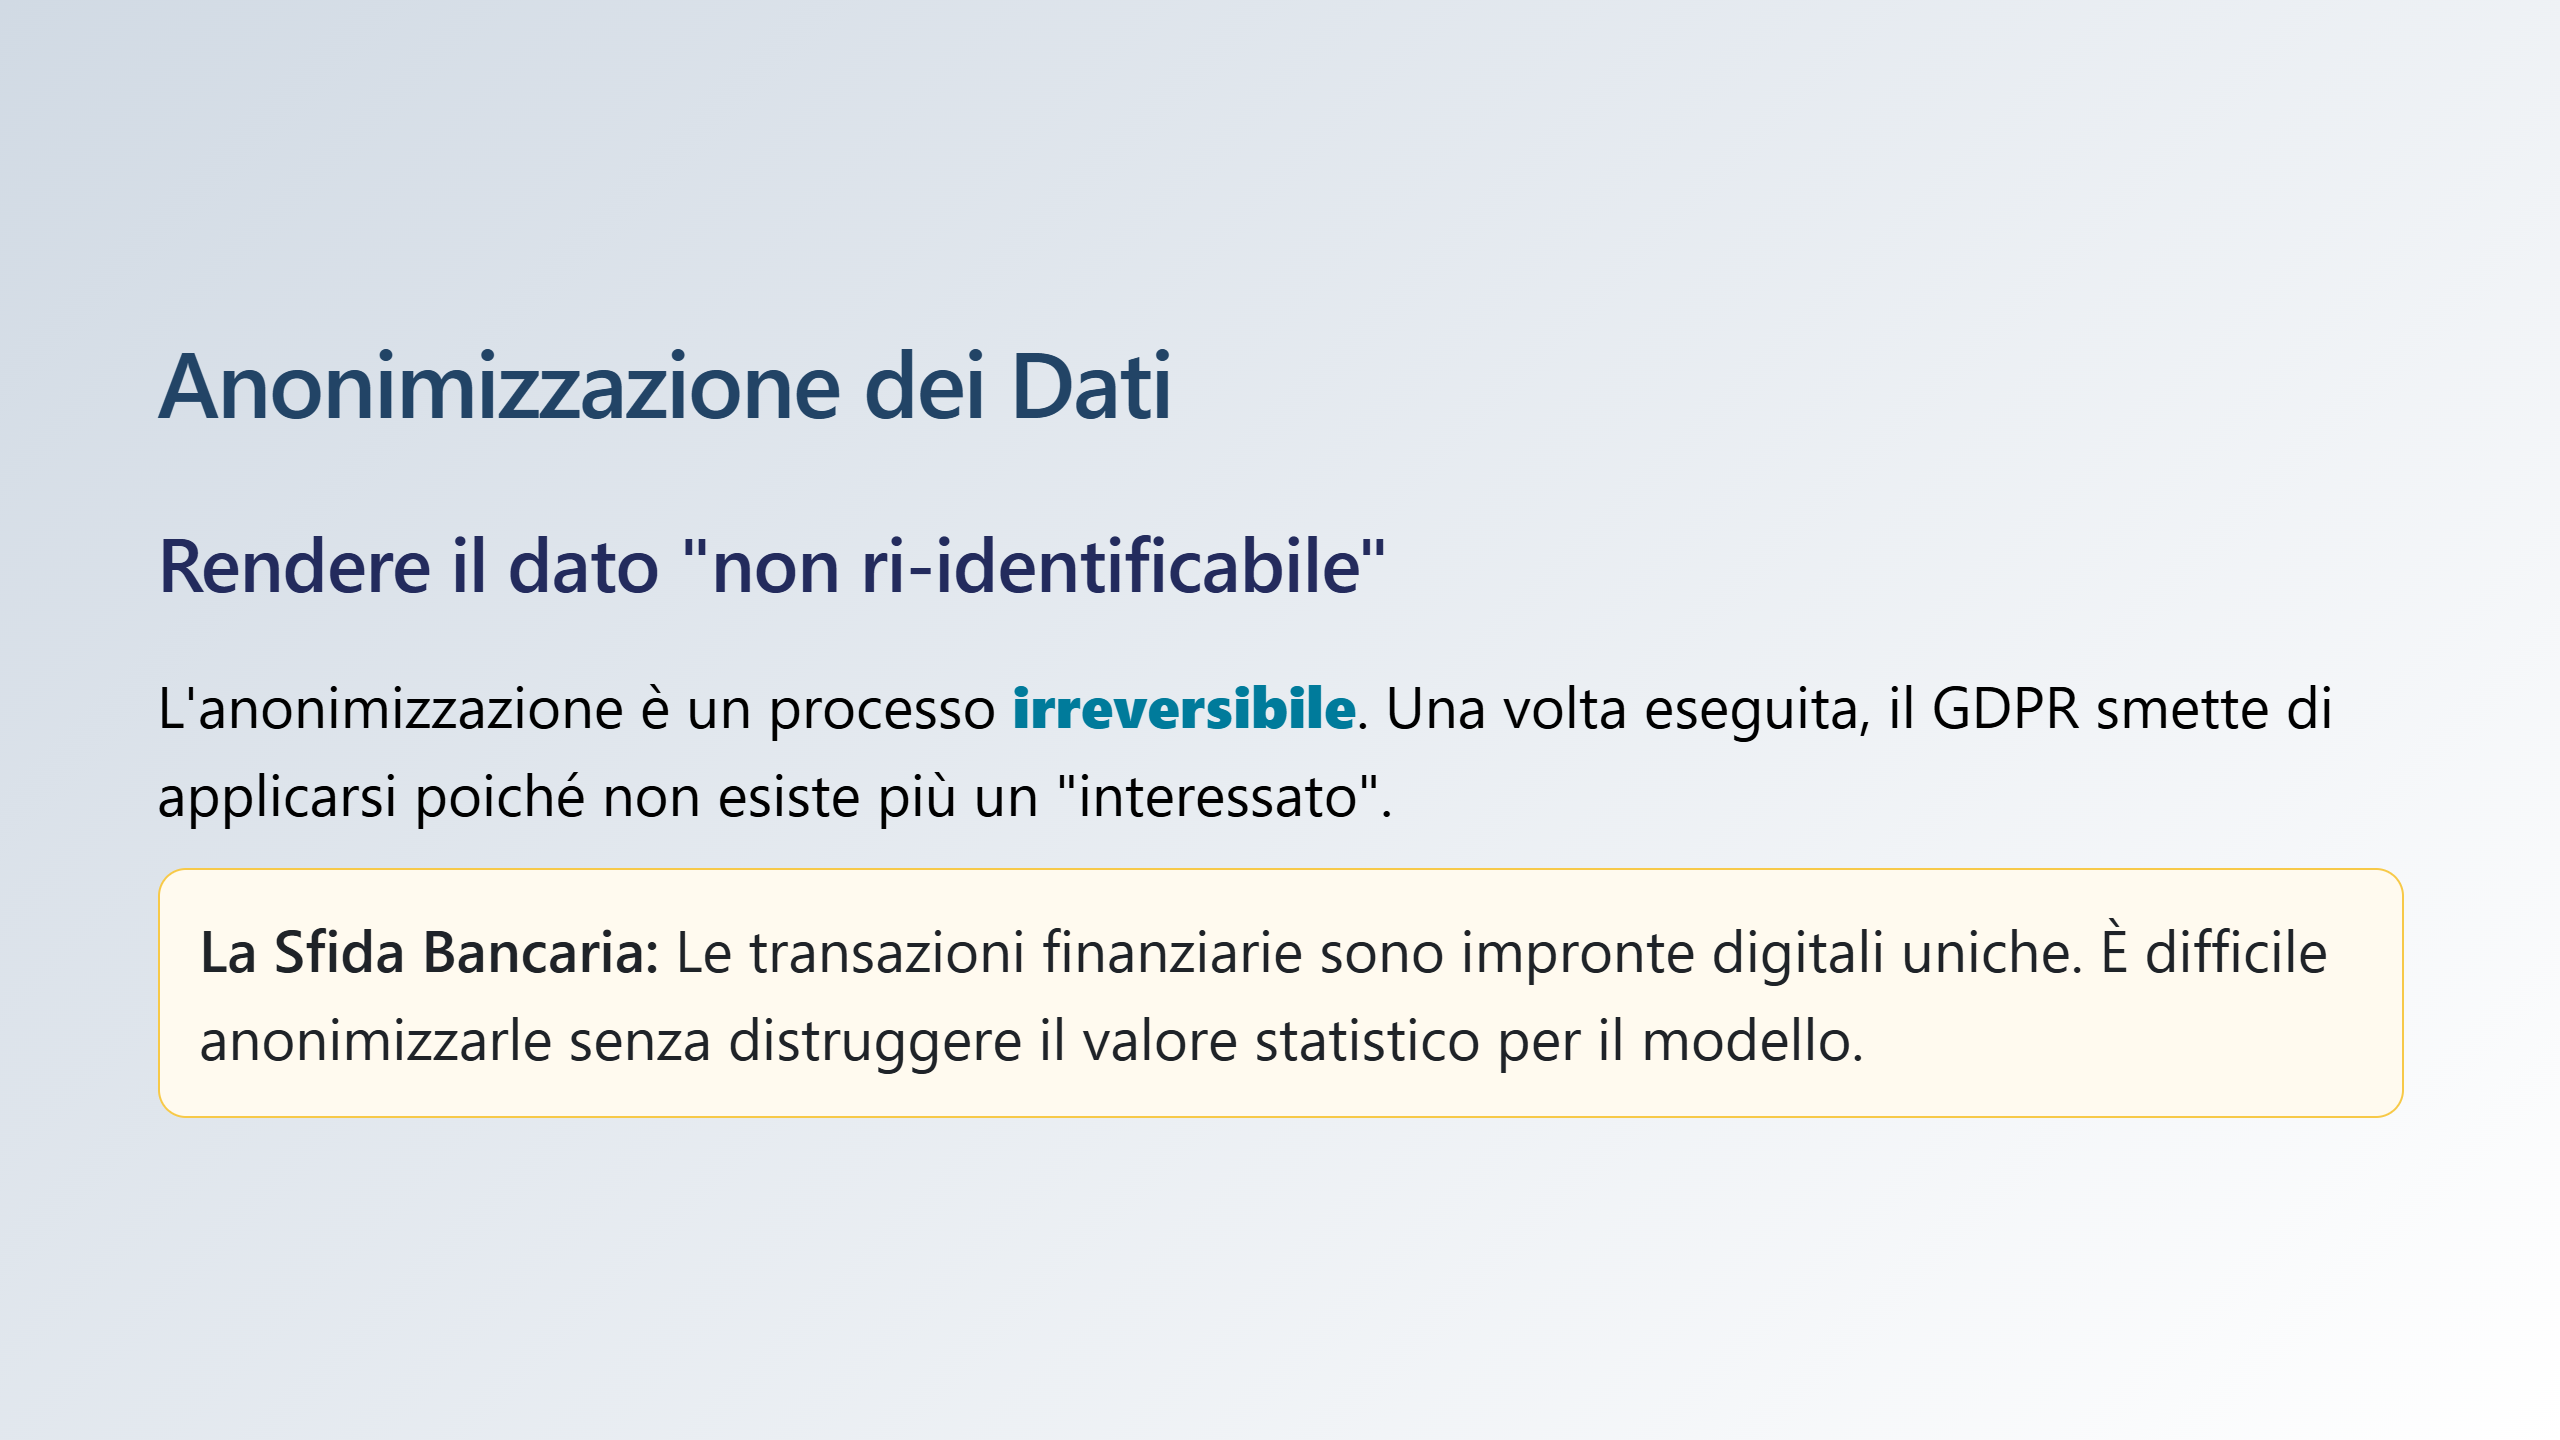 Anonimizzazione dei Dati
Rendere il dato "non ri-identificabile"
L'anonimizzazione è un processo irreversibile. Una volta eseguita, il GDPR smette di
applicarsi poiché non esiste più un "interessato".
La Sfida Bancaria: Le transazioni finanziarie sono impronte digitali uniche. È difficile
anonimizzarle senza distruggere il valore statistico per il modello.